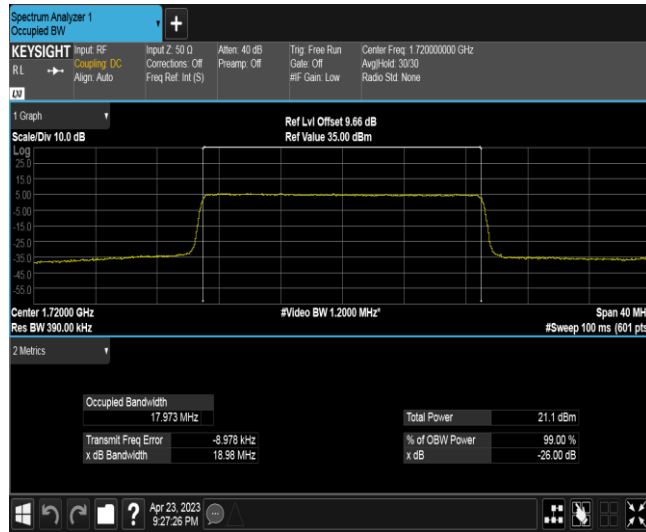 Spectrum Analyzer 1
Occupied BW
+
KEYSIGHT
RL
LXI
Input: RF
Coupling: DC
Align: Auto
Input Z: 50 Ω
Corrections: Off
Freq Ref: Int (S)
Atten: 40 dB
Preamp: Off
Trig: Free Run
Gate: Off
#IF Gain: Low
Center Freq: 1.720000000 GHz
Avg|Hold: 30/30
Radio Std: None
1 Graph
Scale/Div 10.0 dB
Ref Lvl Offset 9.66 dB
Ref Value 35.00 dBm
Log
25.0
15.0
5.00
-5.00
-15.0
-25.0
-35.0
-45.0
-55.0
Center 1.72000 GHz
Res BW 390.00 kHz
#Video BW 1.2000 MHz*
Span 40 MH
#Sweep 100 ms (601 pts
2 Metrics
Occupied Bandwidth
17.973 MHz
Transmit Freq Error -8.978 kHz
x dB Bandwidth 18.98 MHz
Total Power 21.1 dBm
% of OBW Power 99.00 %
x dB -26.00 dB
?
Apr 23, 2023
9:27:26 PM